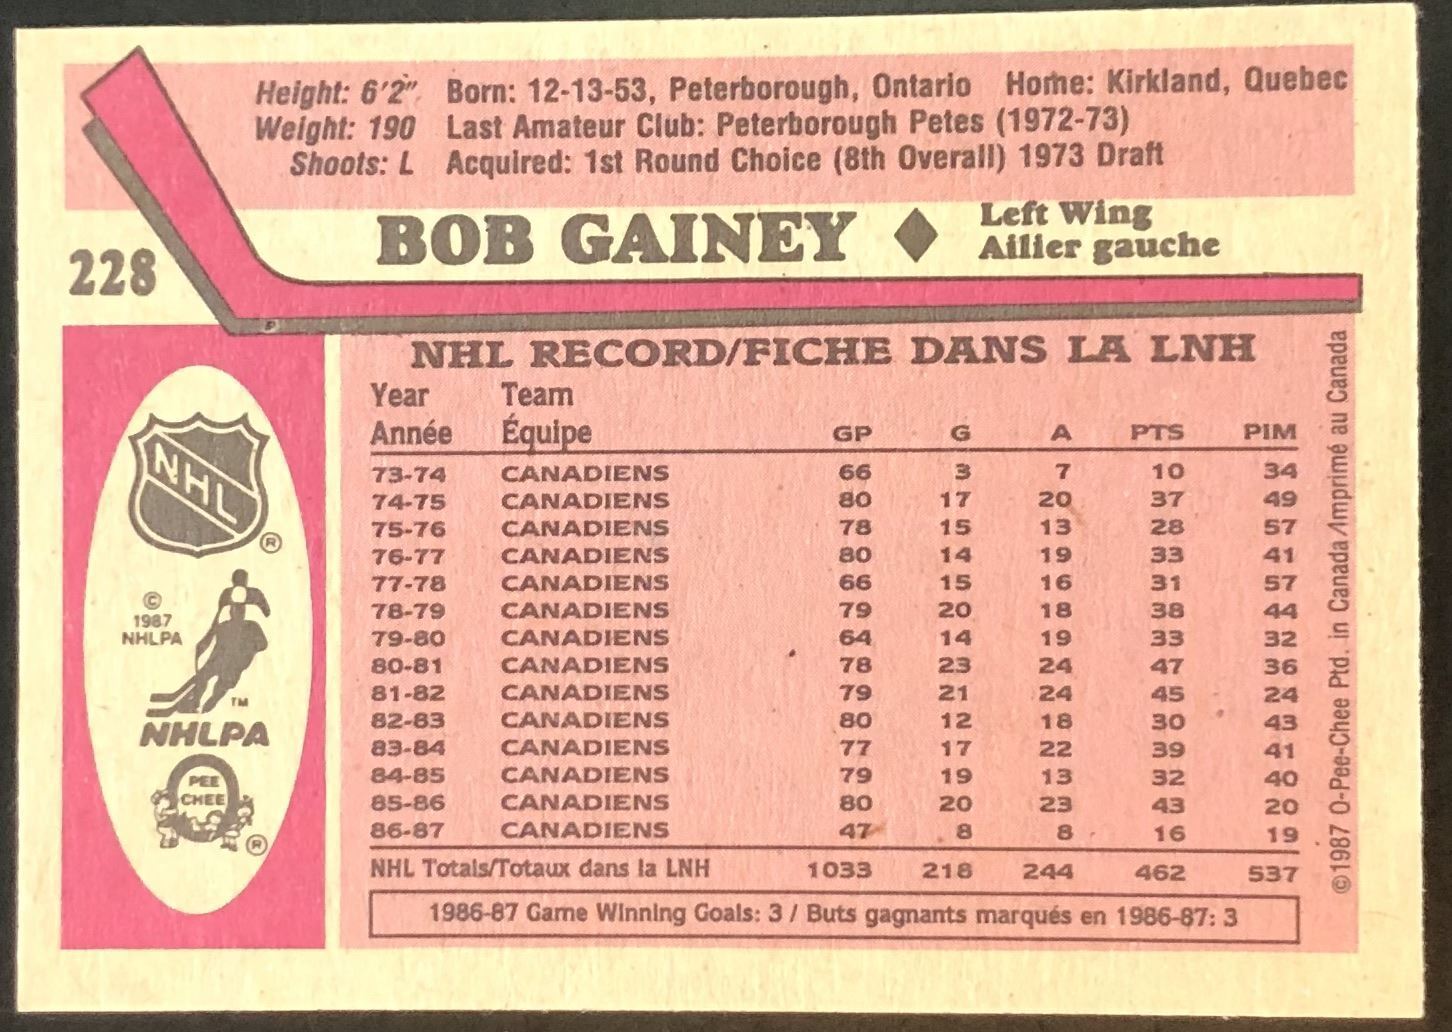 Height: 6'2" Born: 12-13-53, Peterborough, Ontario Home: Kirkland, Quebec
Weight: 190 Last Amateur Club: Peterborough Petes (1972-73)
Shoots: L Acquired: 1st Round Choice (8th Overall) 1973 Draft
BOB GAINEY ♦ Left Wing
Ailier gauche
228
NHL RECORD/FICHE DANS LA LNH
Year Team
Année Équipe GP G A PTS PIM
73-74 CANADIENS 66 3 7 10 34
74-75 CANADIENS 80 17 20 37 49
75-76 CANADIENS 78 15 13 28 57
76-77 CANADIENS 80 14 19 33 41
77-78 CANADIENS 66 15 16 31 57
78-79 CANADIENS 79 20 18 38 44
79-80 CANADIENS 64 14 19 33 32
80-81 CANADIENS 78 23 24 47 36
81-82 CANADIENS 79 21 24 45 24
82-83 CANADIENS 80 12 18 30 43
83-84 CANADIENS 77 17 22 39 41
84-85 CANADIENS 79 19 13 32 40
85-86 CANADIENS 80 20 23 43 20
86-87 CANADIENS 47 8 8 16 19
NHL Totals/Totaux dans la LNH 1033 218 244 462 537
1986-87 Game Winning Goals: 3 / Buts gagnants marqués en 1986-87: 3
NHL
®
©
1987
NHLPA
TM
NHLPA
PEE
CHEE
®
©1987 O-Pee-Chee Ptd. in Canada/Imprimé au Canada